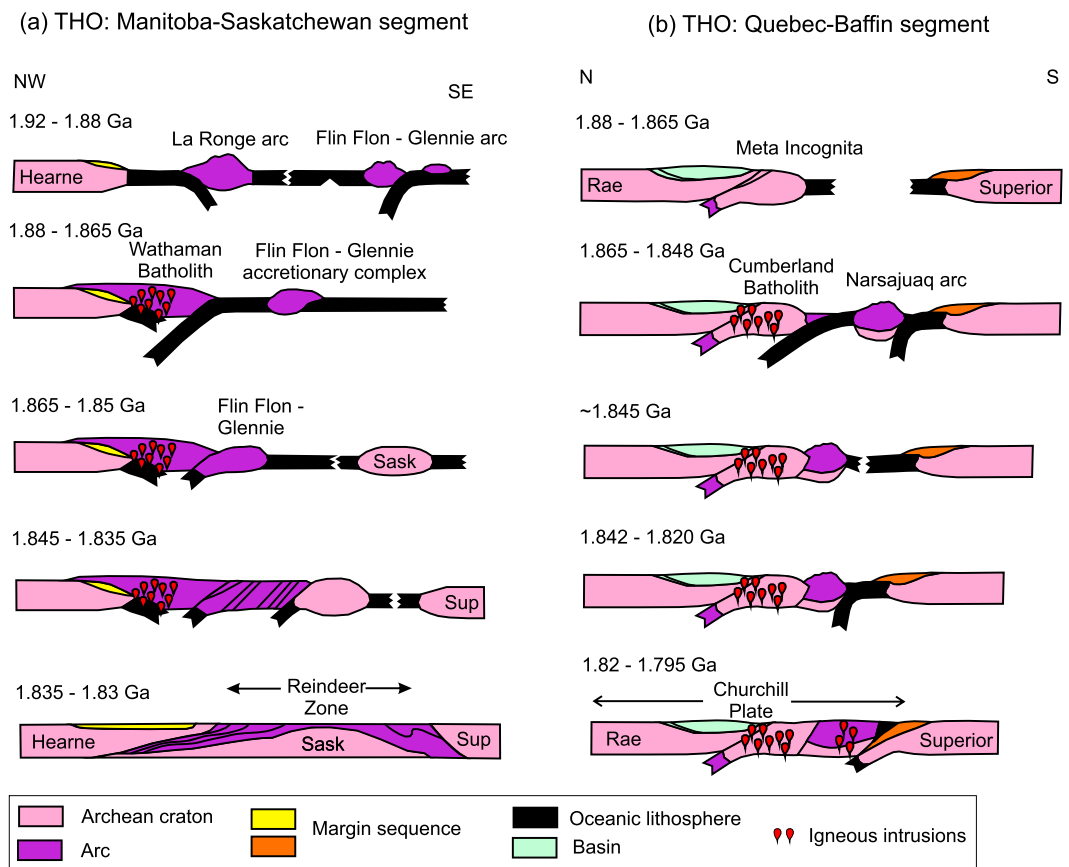 (a) THO: Manitoba-Saskatchewan segment
NW
SE
1.92 - 1.88 Ga
La Ronge arc
Flin Flon - Glennie arc
Hearne
1.88 - 1.865 Ga
Wathaman
Batholith
Flin Flon - Glennie
accretionary complex
1.865 - 1.85 Ga
Flin Flon -
Glennie
Sask
1.845 - 1.835 Ga
Sup
1.835 - 1.83 Ga
Reindeer
Zone
Hearne
Sask
Sup
(b) THO: Quebec-Baffin segment
N
S
1.88 - 1.865 Ga
Meta Incognita
Rae
Superior
1.865 - 1.848 Ga
Cumberland
Batholith
Narsajuaq arc
~1.845 Ga
1.842 - 1.820 Ga
1.82 - 1.795 Ga
Churchill
Plate
Rae
Superior
Archean craton
Arc
Margin sequence
Oceanic lithosphere
Basin
Igneous intrusions